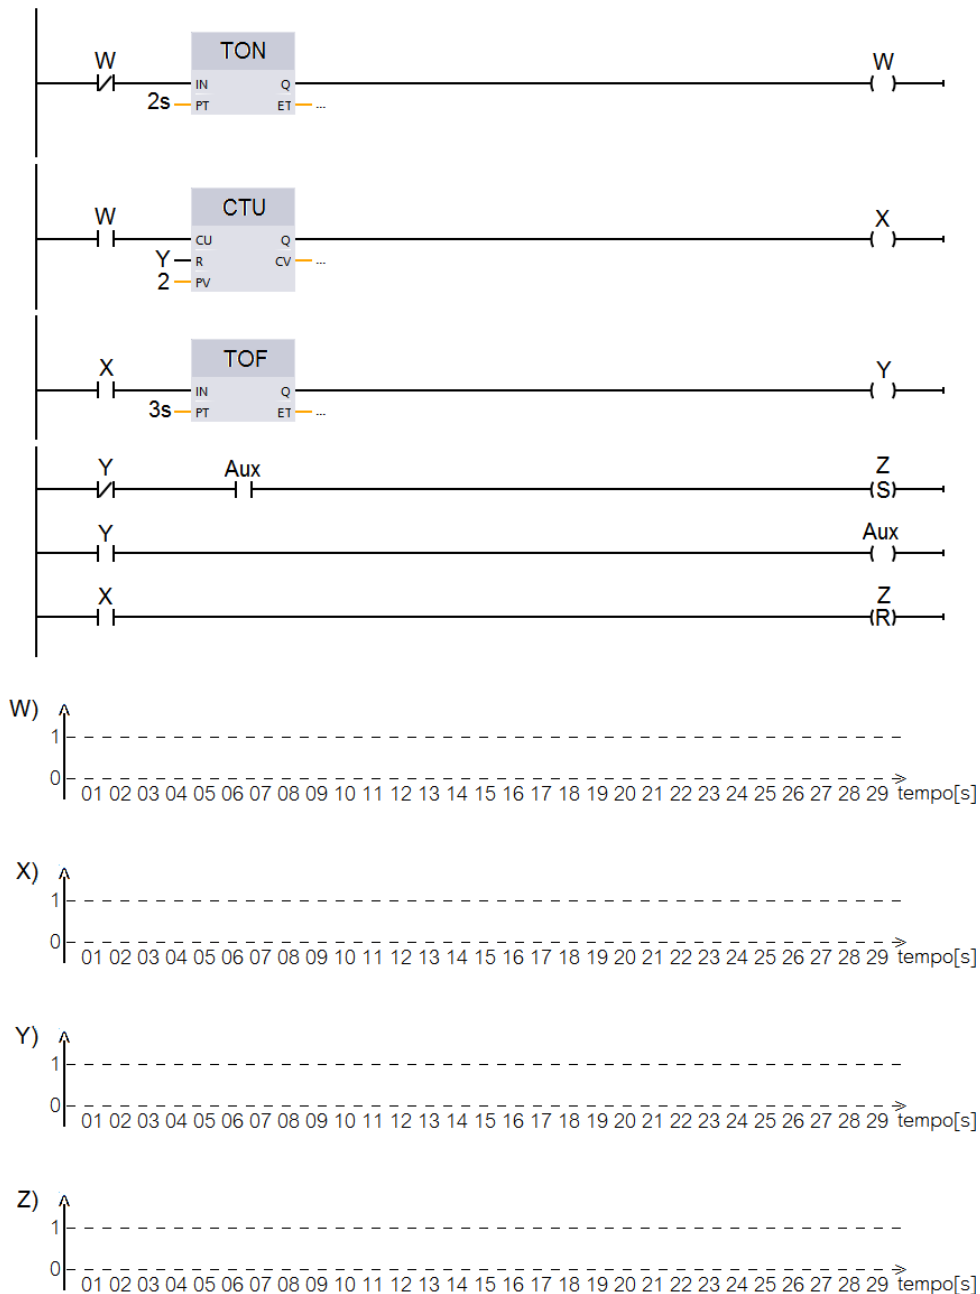 TON
W
W
IN
Q
2s
PT
ET
...
CTU
W
X
CU
Q
Y
R
CV
...
2
PV
TOF
X
Y
IN
Q
3s
PT
ET
...
Y
Aux
Z
(S)
Y
Aux
X
Z
(R)
W)
1
0
01 02 03 04 05 06 07 08 09 10 11 12 13 14 15 16 17 18 19 20 21 22 23 24 25 26 27 28 29 tempo[s]
X)
1
0
01 02 03 04 05 06 07 08 09 10 11 12 13 14 15 16 17 18 19 20 21 22 23 24 25 26 27 28 29 tempo[s]
Y)
1
0
01 02 03 04 05 06 07 08 09 10 11 12 13 14 15 16 17 18 19 20 21 22 23 24 25 26 27 28 29 tempo[s]
Z)
1
0
01 02 03 04 05 06 07 08 09 10 11 12 13 14 15 16 17 18 19 20 21 22 23 24 25 26 27 28 29 tempo[s]